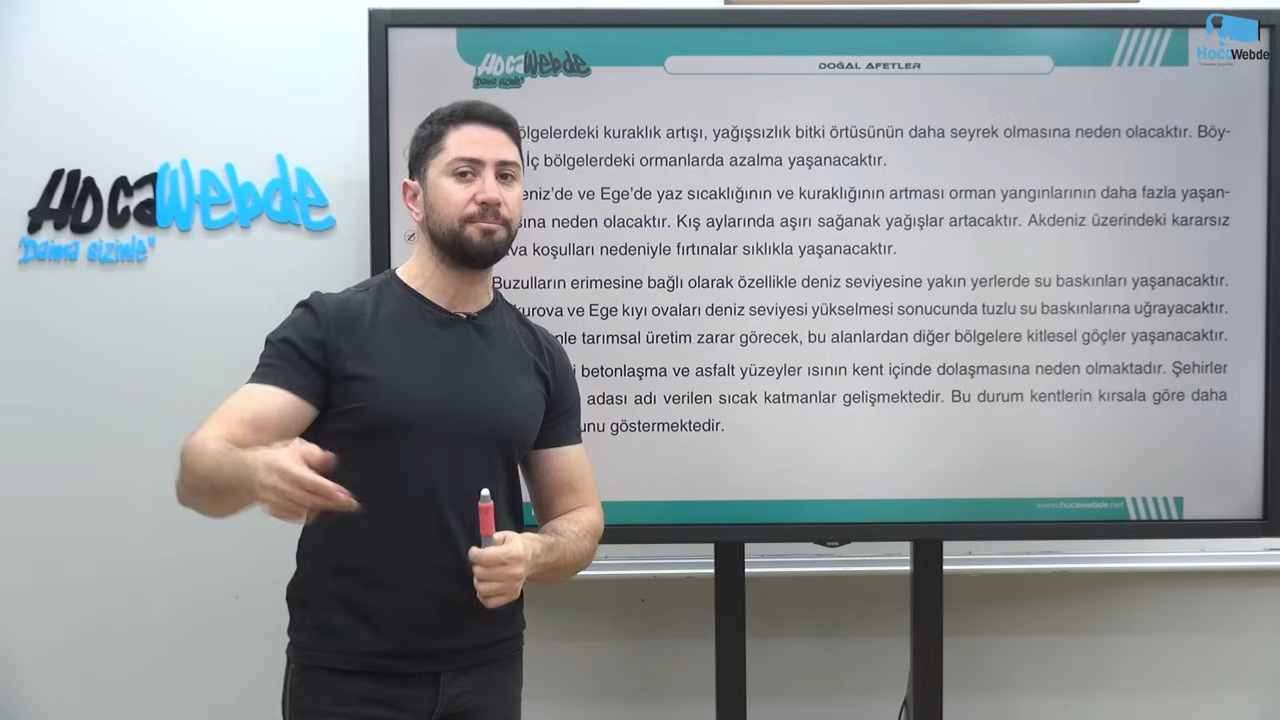 HocaWebde
"Daima sizinle"
HocaWebde
"Daima sizinle"
DOĞAL AFETLER
HocaWebde
ölgelerdeki kuraklık artışı, yağışsızlık bitki örtüsünün daha seyrek olmasına neden olacaktır. Böy-
İç bölgelerdeki ormanlarda azalma yaşanacaktır.
eniz'de ve Ege'de yaz sıcaklığının ve kuraklığının artması orman yangınlarının daha fazla yaşan-
sına neden olacaktır. Kış aylarında aşırı sağanak yağışlar artacaktır. Akdeniz üzerindeki kararsız
ava koşulları nedeniyle fırtınalar sıklıkla yaşanacaktır.
Buzulların erimesine bağlı olarak özellikle deniz seviyesine yakın yerlerde su baskınları yaşanacaktır.
kurova ve Ege kıyı ovaları deniz seviyesi yükselmesi sonucunda tuzlu su baskınlarına uğrayacaktır.
nle tarımsal üretim zarar görecek, bu alanlardan diğer bölgelere kitlesel göçler yaşanacaktır.
i betonlaşma ve asfalt yüzeyler ısının kent içinde dolaşmasına neden olmaktadır. Şehirler
adası adı verilen sıcak katmanlar gelişmektedir. Bu durum kentlerin kırsala göre daha
unu göstermektedir.
www.hocawebde.net